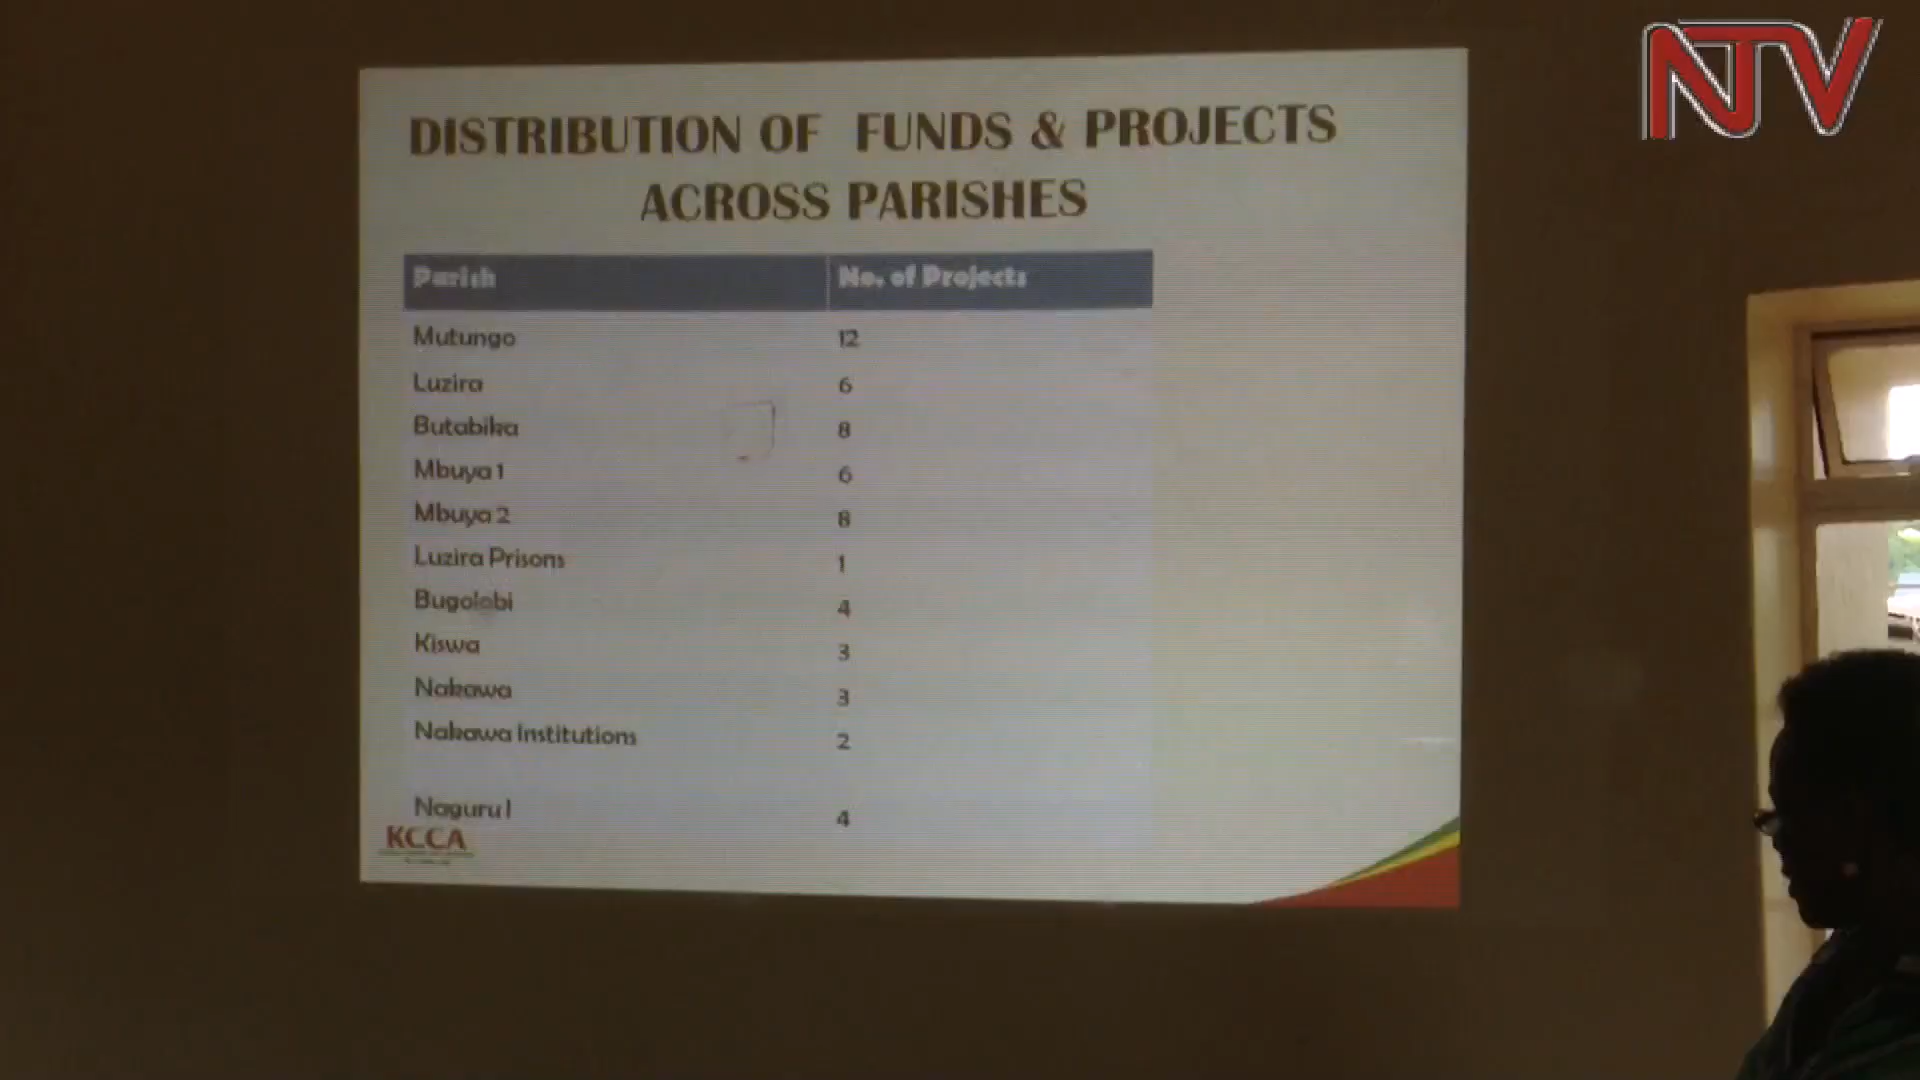 NTV
DISTRIBUTION OF FUNDS & PROJECTS
ACROSS PARISHES
Parish No. of Projects
Mutungo 12
Luzira 6
Butabika 8
Mbuya 1 6
Mbuya 2 8
Luzira Prisons 1
Bugolobi 4
Kiswa 3
Nakawa 3
Nakawa Institutions 2
Naguru I 4
KCCA